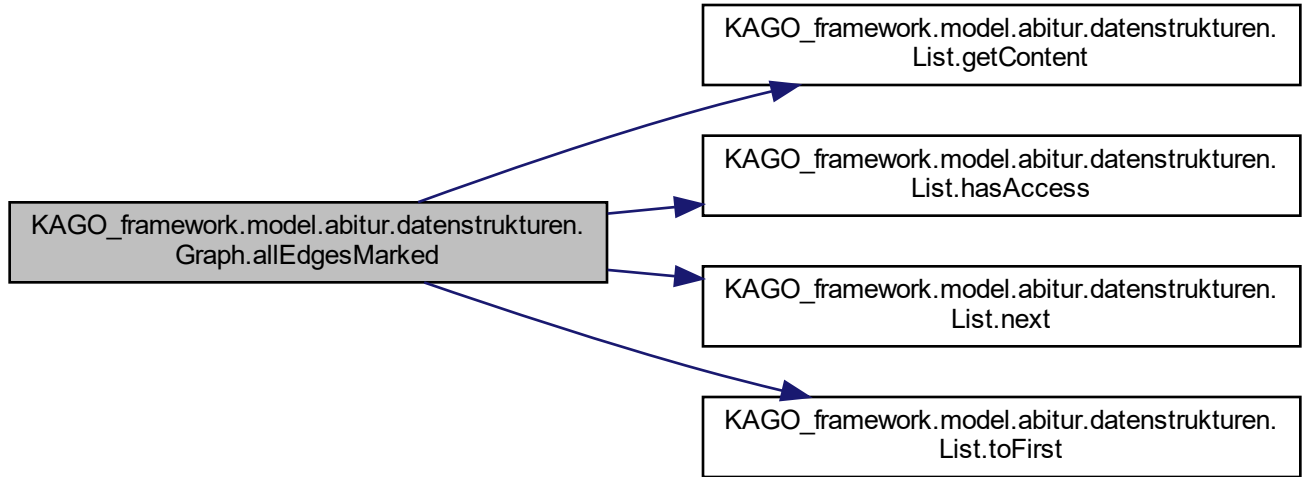 KAGO_framework.model.abitur.datenstrukturen.
Graph.allEdgesMarked
KAGO_framework.model.abitur.datenstrukturen.
List.getContent
KAGO_framework.model.abitur.datenstrukturen.
List.hasAccess
KAGO_framework.model.abitur.datenstrukturen.
List.next
KAGO_framework.model.abitur.datenstrukturen.
List.toFirst